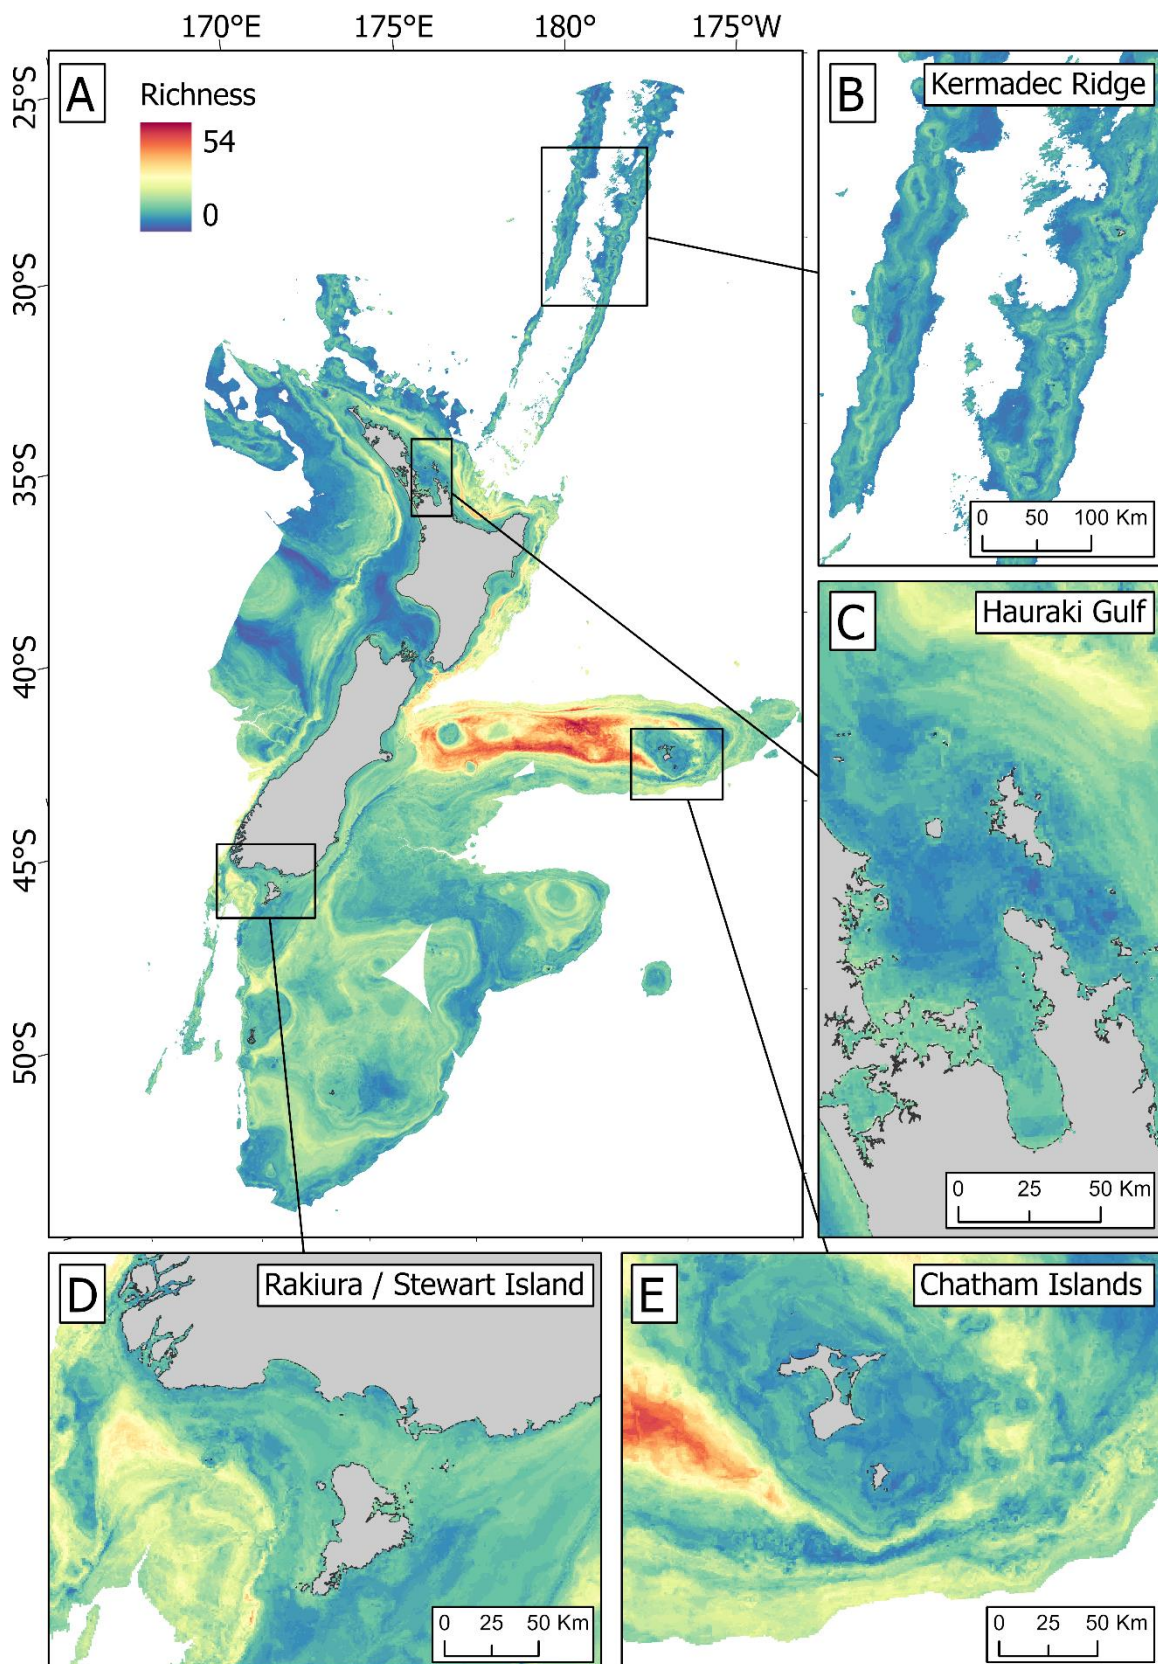 170°E 175°E 180° 175°W
25°S
30°S
35°S
40°S
45°S
50°S
A
Richness
54
0
B
Kermadec Ridge
0 50 100 Km
C
Hauraki Gulf
0 25 50 Km
D
Rakiura / Stewart Island
0 25 50 Km
E
Chatham Islands
0 25 50 Km